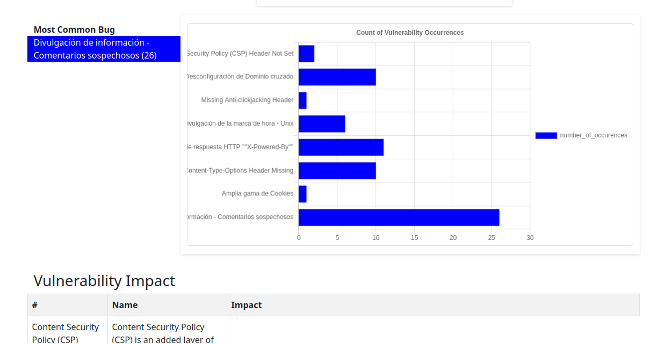 Most Common Bug
Divulgación de información -
Comentarios sospechosos (26)
Count of Vulnerability Occurrences
Security Policy (CSP) Header Not Set
Desconfiguración de Dominio cruzado
Missing Anti-clickjacking Header
vulgación de la marca de hora - Unix
de respuesta HTTP ""X-Powered-By""
Content-Type-Options Header Missing
Amplia gama de Cookies
ormación - Comentarios sospechosos
0 5 10 15 20 25 30
number_of_occurences
Vulnerability Impact
# Name Impact
Content Security Content Security Policy
Policy (CSP) (CSP) is an added layer of